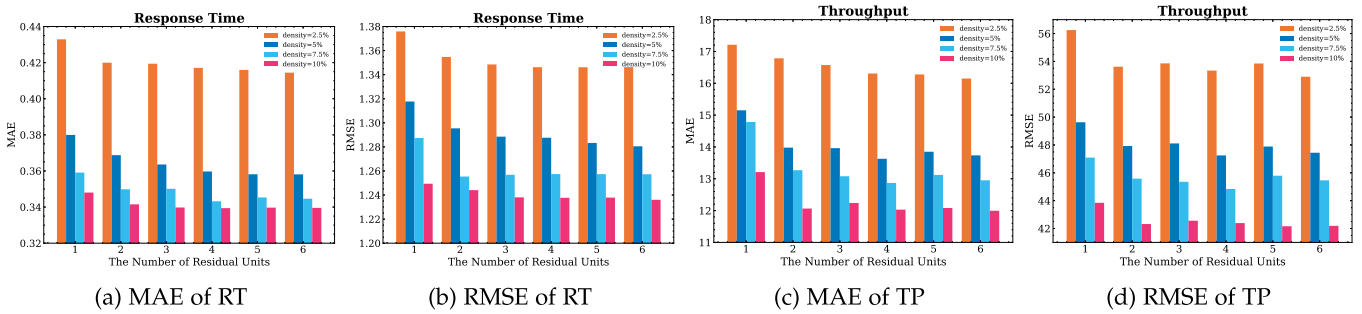 Response Time
0.44
0.42
0.40
0.38
0.36
0.34
0.32
MAE
density=2.5%
density=5%
density=7.5%
density=10%
1 2 3 4 5 6
The Number of Residual Units
(a) MAE of RT
Response Time
1.38
1.36
1.34
1.32
1.30
1.28
1.26
1.24
1.22
1.20
RMSE
density=2.5%
density=5%
density=7.5%
density=10%
1 2 3 4 5 6
The Number of Residual Units
(b) RMSE of RT
Throughput
18
17
16
15
14
13
12
11
MAE
density=2.5%
density=5%
density=7.5%
density=10%
1 2 3 4 5 6
The Number of Residual Units
(c) MAE of TP
Throughput
56
54
52
50
48
46
44
42
RMSE
density=2.5%
density=5%
density=7.5%
density=10%
1 2 3 4 5 6
The Number of Residual Units
(d) RMSE of TP